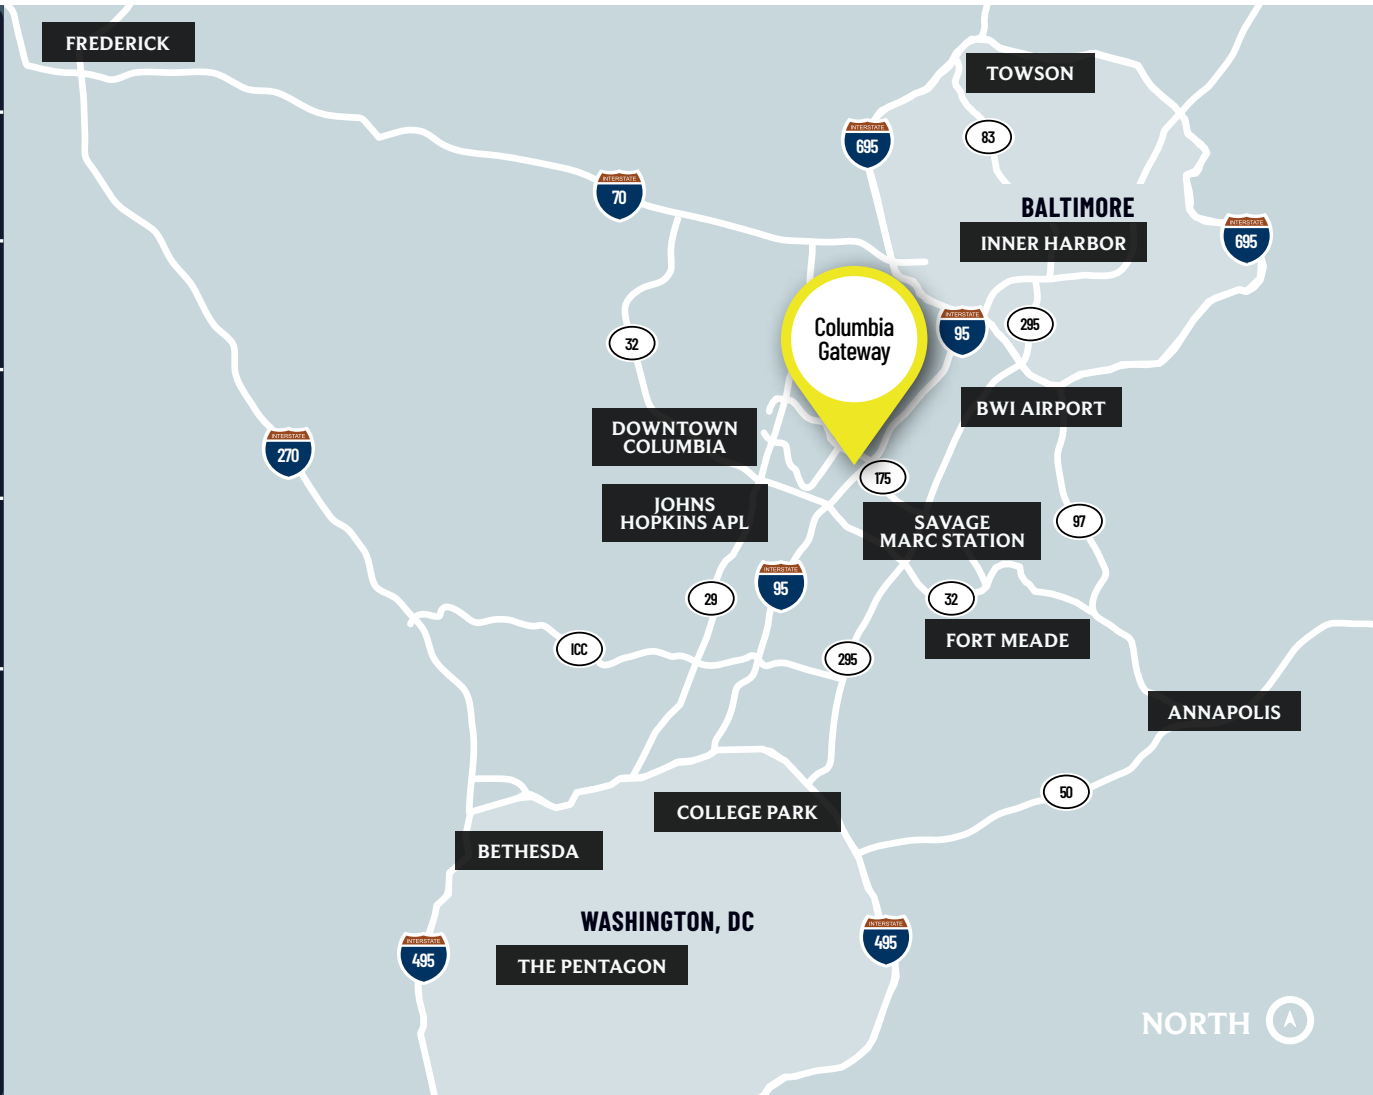 FREDERICK
TOWSON
INTERSTATE
695
83
INTERSTATE
70
BALTIMORE
INNER HARBOR
INTERSTATE
695
Columbia
Gateway
INTERSTATE
95
295
32
BWI AIRPORT
DOWNTOWN
COLUMBIA
INTERSTATE
270
175
JOHNS
HOPKINS APL
SAVAGE
MARC STATION
97
INTERSTATE
95
29
32
ICC
295
FORT MEADE
ANNAPOLIS
50
COLLEGE PARK
BETHESDA
WASHINGTON, DC
INTERSTATE
495
INTERSTATE
495
THE PENTAGON
NORTH